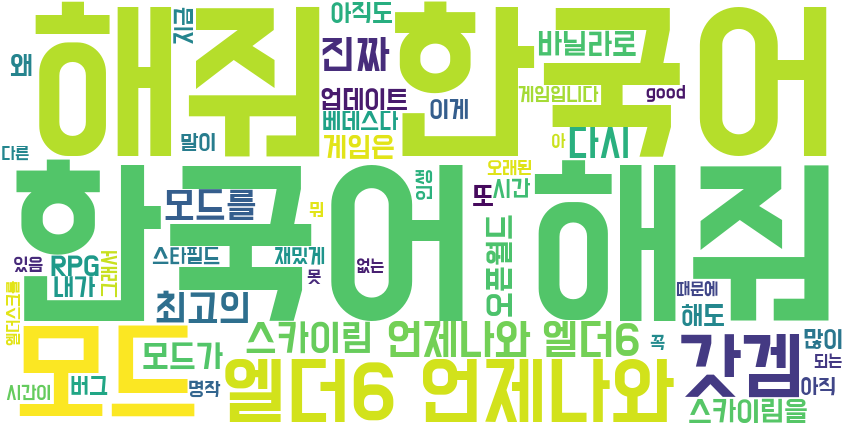 해줘 한국어
한국어 해줘
금지
아직도
왜
진짜
바닐라로
업데이트
이게
게임입니다
good
베데스다
말이
게임은
아
다시
다른
오래된
인생
시간
모드를
또
뭐
오픈월드
있음
RPG
스타필드
재밌게
없는
그래서
내가
못
때문에
최고의
해도
엘더스크롤
모드
스카이림
언제나와 엘더6
꼭
많이
모드가
갓겜
되는
엘더6 언제나와
시간이
버그
명작
아직
스카이림을